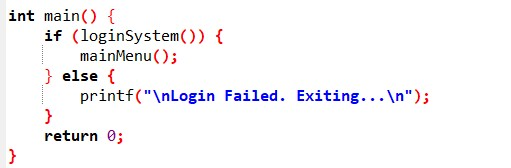 int main() {
    if (loginSystem()) {
        mainMenu();
    } else {
        printf("\nLogin Failed. Exiting...\n");
    }
    return 0;
}